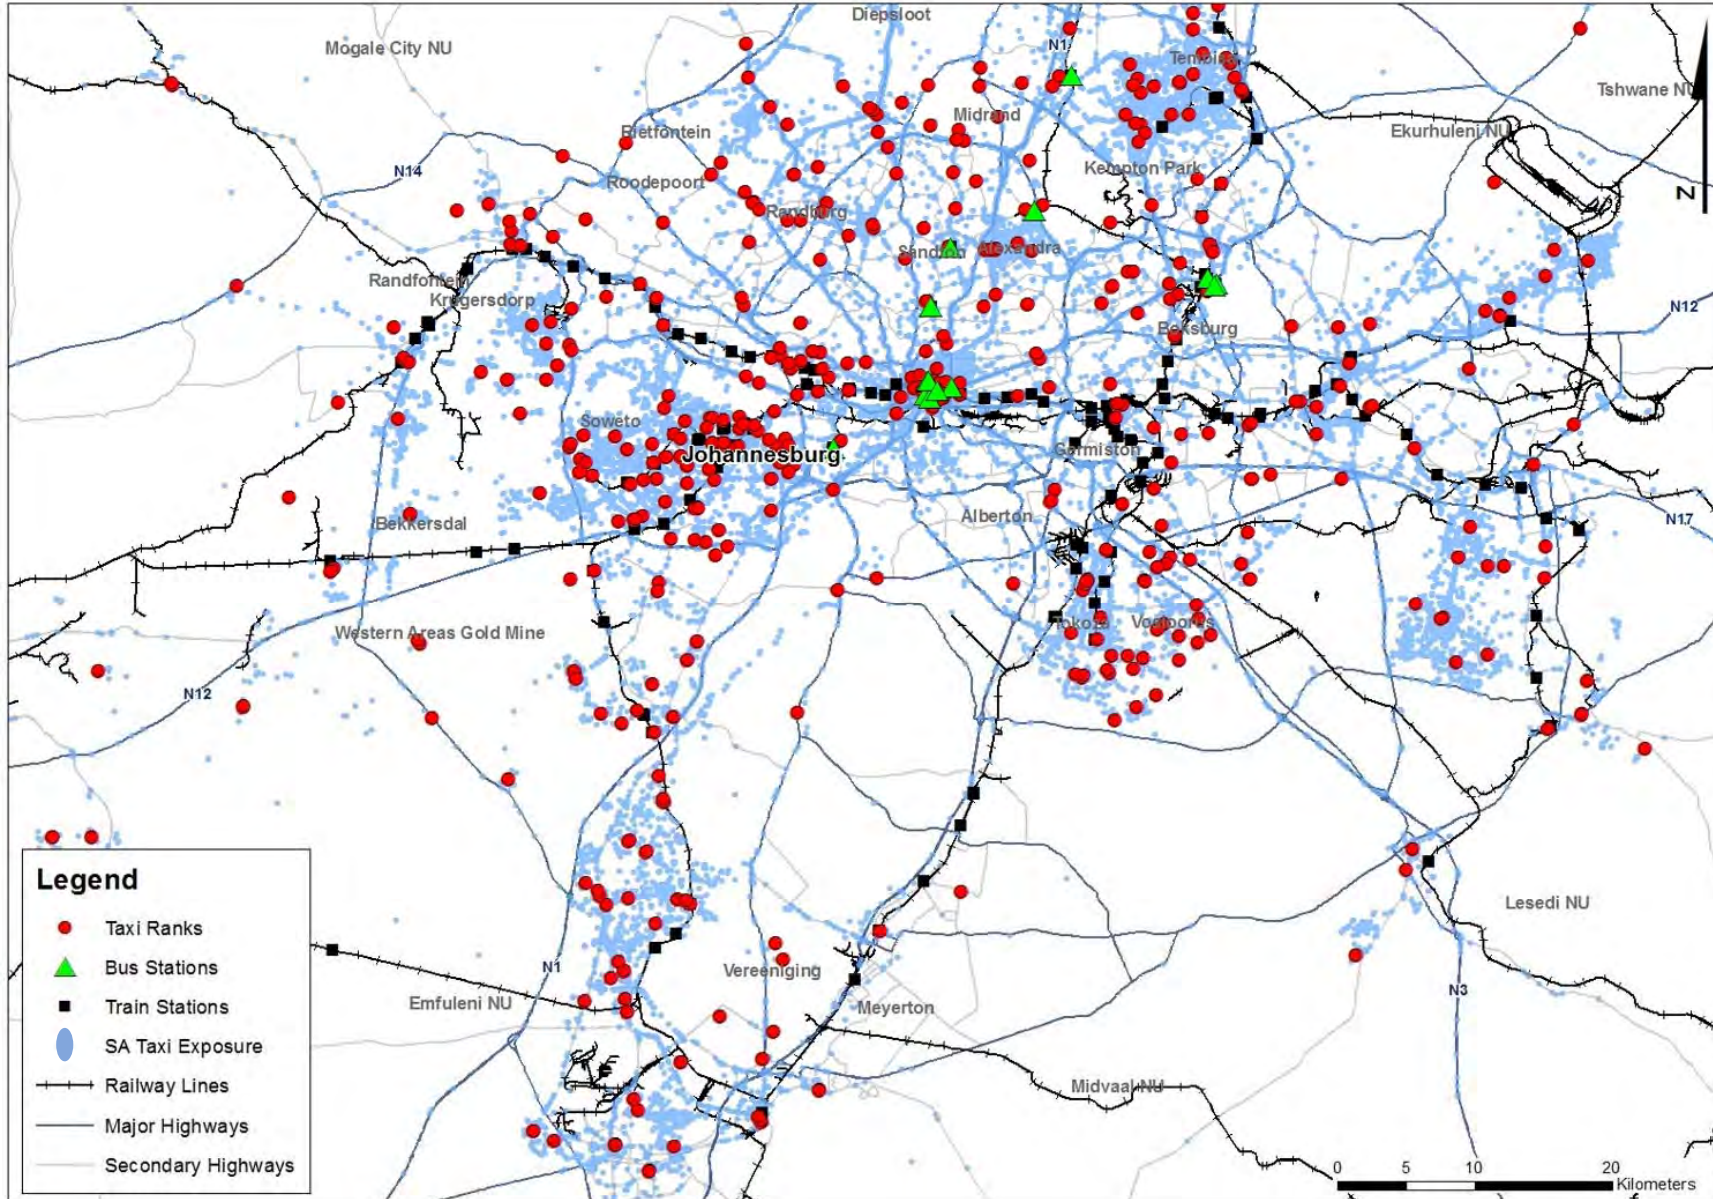 Diepsloot
Mogale City NU
N1
Tembisa
Tshwane NU
Midrand
Rietfontein
Ekurhuleni NU
N14
Kempton Park
Roodepoort
N
Randburg
Sandton
Alexandra
Randfontein
Krugersdorp
N12
Boksburg
Soweto
Johannesburg
Germiston
Bekkersdal
Alberton
N17
Western Areas Gold Mine
Tokoza
Vosloorus
N12
Legend
Taxi Ranks
Bus Stations
Train Stations
SA Taxi Exposure
Railway Lines
Major Highways
Secondary Highways
Lesedi NU
N1
Vereeniging
N3
Emfuleni NU
Meyerton
Midvaal NU
0 5 10 20
Kilometers